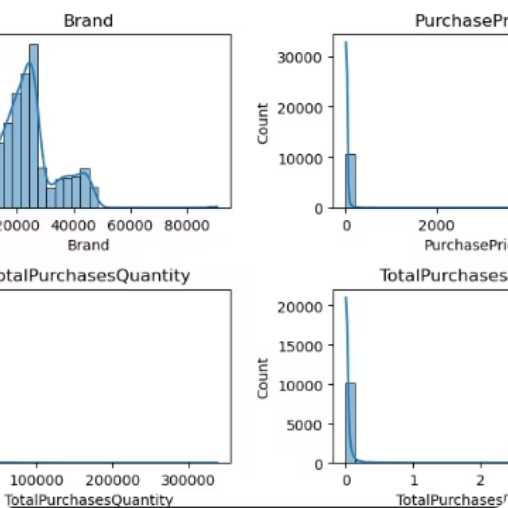 Brand
20000 40000 60000 80000
Brand
PurchasePr
Count
30000
20000
10000
0
0 2000
PurchasePri
otalPurchasesQuantity
100000 200000 300000
TotalPurchasesQuantity
TotalPurchases
Count
20000
15000
10000
5000
0
0 1 2
TotalPurchases